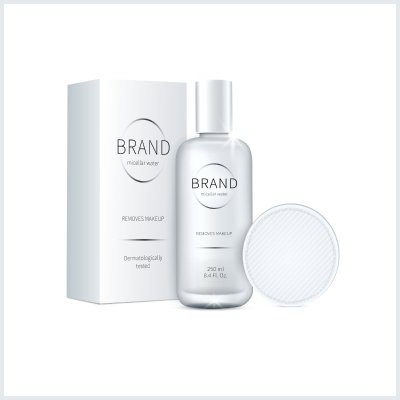 BRAND
micellar water
REMOVES MAKEUP
Dermatologically
tested
BRAND
micellar water
REMOVES MAKEUP
250 ml
8.4 Fl. Oz.